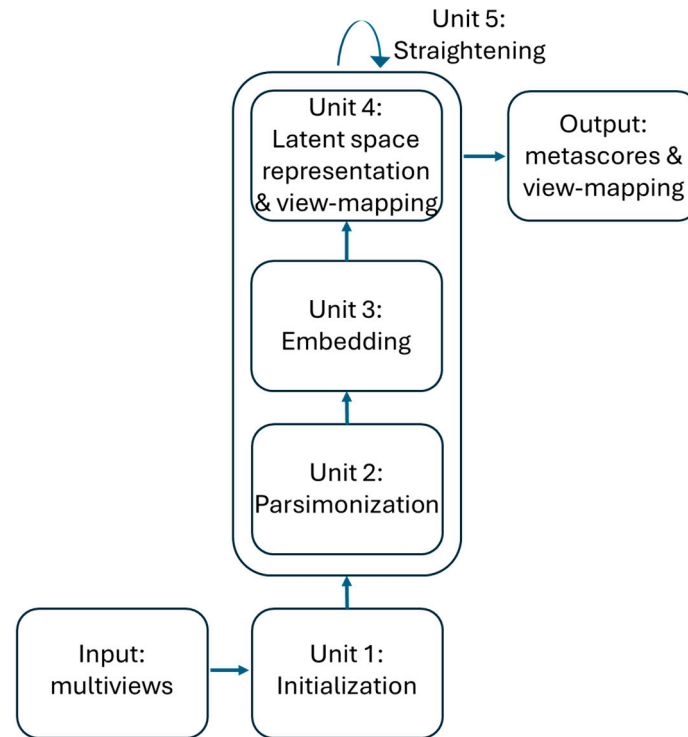 Unit 5:
Straightening
Unit 4:
Latent space
representation
& view-mapping
Output:
metascores &
view-mapping
Unit 3:
Embedding
Unit 2:
Parsimonization
Input:
multiviews
Unit 1:
Initialization